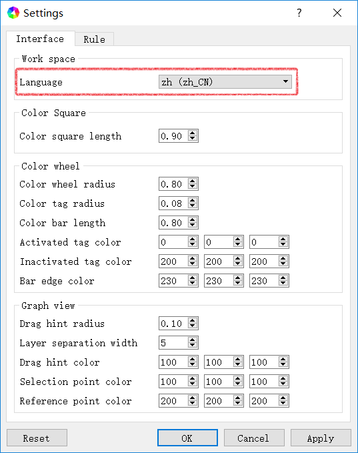 Settings
Interface Rule
Work space
Language zh (zh_CN)
Color Square
Color square length 0.90
Color wheel
Color wheel radius 0.80
Color tag radius 0.08
Color bar length 0.80
Activated tag color 0 0 0
Inactivated tag color 200 200 200
Bar edge color 230 230 230
Graph view
Drag hint radius 0.10
Layer separation width 5
Drag hint color 100 100 100
Selection point color 100 100 100
Reference point color 200 200 200
Reset OK Cancel Apply